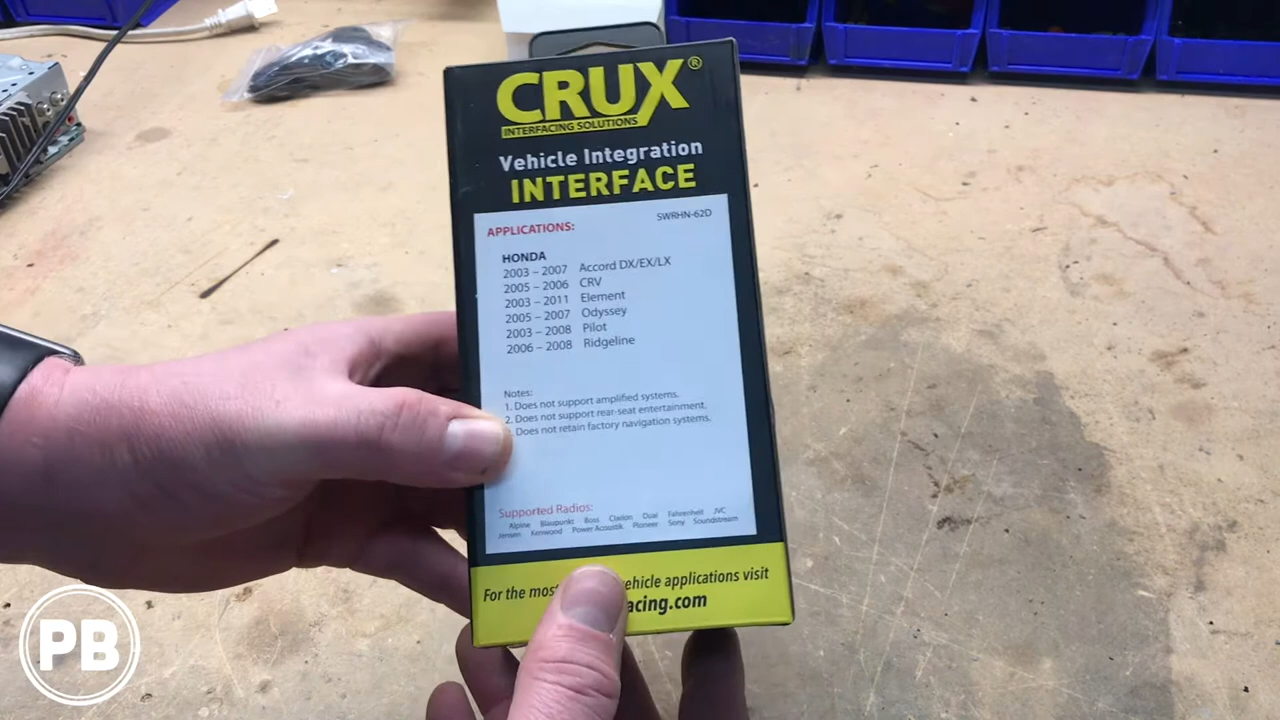 CRUX®
INTERFACING SOLUTIONS
Vehicle Integration
INTERFACE
APPLICATIONS:
SWRHN-62D
HONDA
2003 – 2007 Accord DX/EX/LX
2005 – 2006 CRV
2003 – 2011 Element
2005 – 2007 Odyssey
2003 – 2008 Pilot
2006 – 2008 Ridgeline
Notes:
1. Does not support amplified systems.
2. Does not support rear-seat entertainment.
Does not retain factory navigation systems.
Supported Radios:
Alpine Blaupunkt Boss Clarion Dual Fahrenheit JVC
Jensen Kenwood Power Acoustik Pioneer Sony Soundstream
For the most vehicle applications visit
acing.com
PB